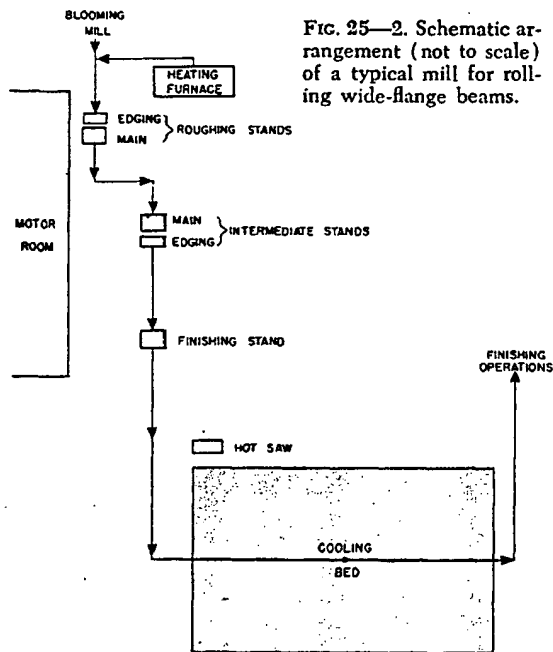 BLOOMING
MILL
FIG. 25—2. Schematic ar-
rangement (not to scale)
of a typical mill for roll-
ing wide-flange beams.
HEATING
FURNACE
EDGING
MAIN
ROUGHING STANDS
MOTOR
ROOM
MAIN
EDGING
INTERMEDIATE STANDS
FINISHING STAND
FINISHING
OPERATIONS
HOT SAW
COOLING
BED